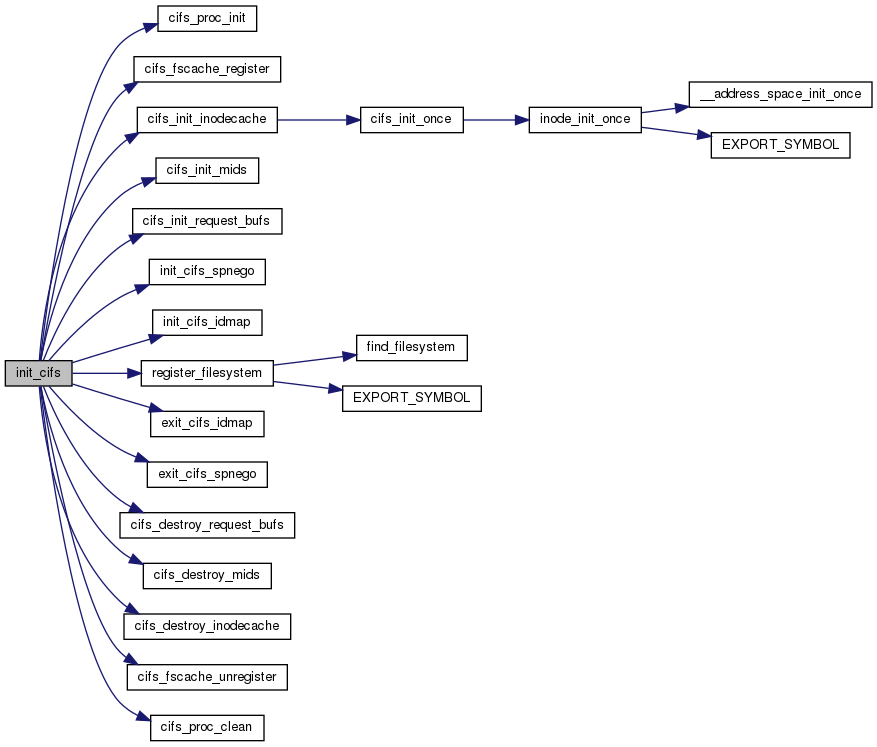 cifs_proc_init
cifs_fscache_register
__address_space_init_once
cifs_init_inodecache
cifs_init_once
inode_init_once
EXPORT_SYMBOL
cifs_init_mids
cifs_init_request_bufs
init_cifs_spnego
init_cifs_idmap
find_filesystem
init_cifs
register_filesystem
EXPORT_SYMBOL
exit_cifs_idmap
exit_cifs_spnego
cifs_destroy_request_bufs
cifs_destroy_mids
cifs_destroy_inodecache
cifs_fscache_unregister
cifs_proc_clean